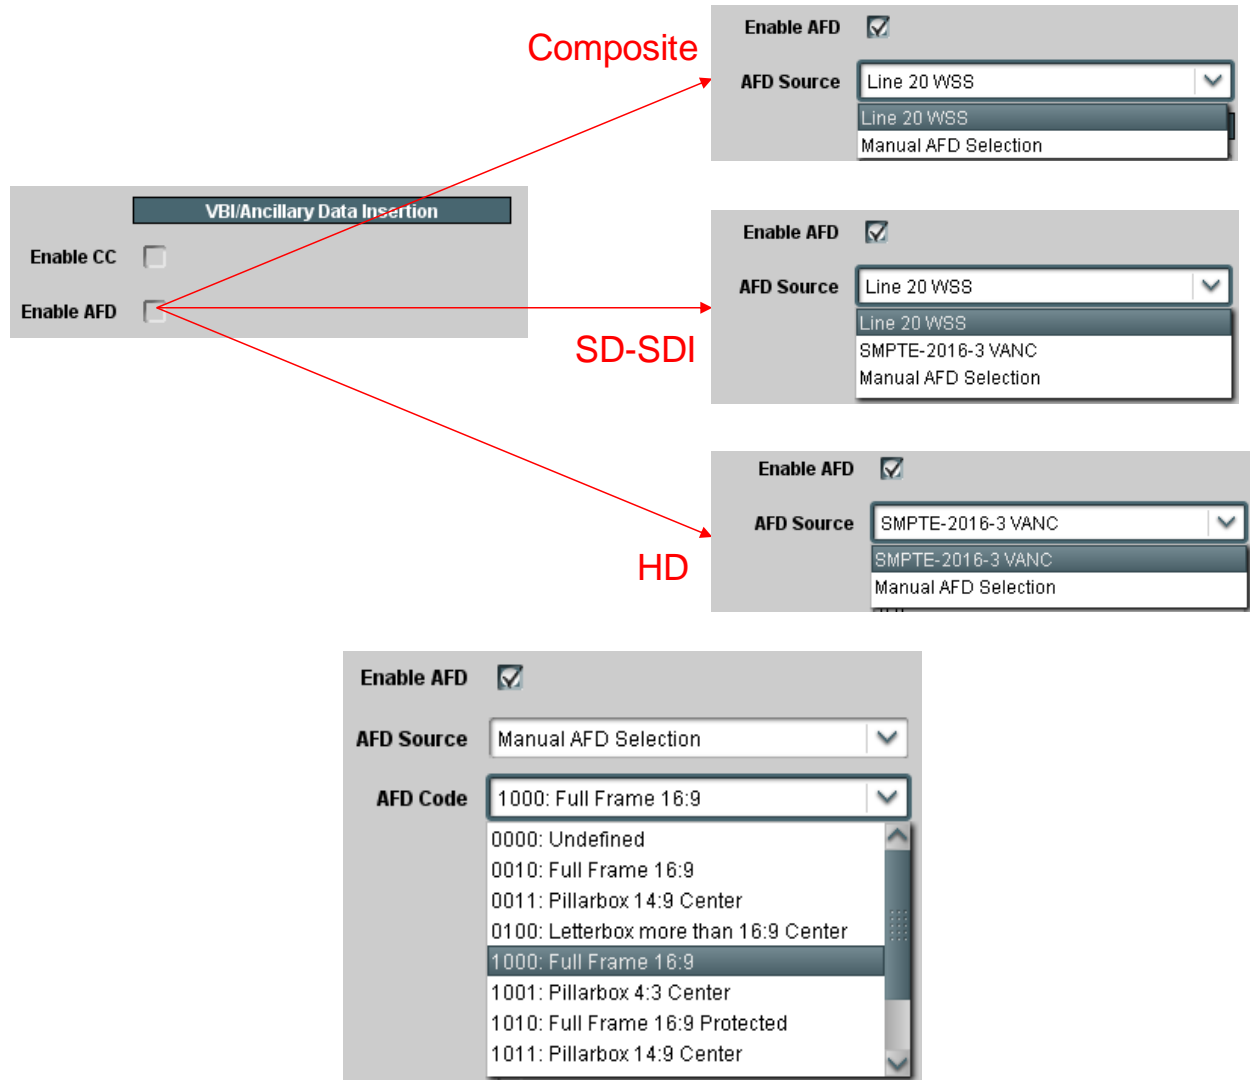 Composite
Enable AFD
AFD Source Line 20 WSS
Line 20 WSS
Manual AFD Selection
VBI/Ancillary Data Insertion
Enable CC
Enable AFD
SD-SDI
Enable AFD
AFD Source Line 20 WSS
Line 20 WSS
SMPTE-2016-3 VANC
Manual AFD Selection
HD
Enable AFD
AFD Source SMPTE-2016-3 VANC
SMPTE-2016-3 VANC
Manual AFD Selection
Enable AFD
AFD Source Manual AFD Selection
AFD Code 1000: Full Frame 16:9
0000: Undefined
0010: Full Frame 16:9
0011: Pillarbox 14:9 Center
0100: Letterbox more than 16:9 Center
1000: Full Frame 16:9
1001: Pillarbox 4:3 Center
1010: Full Frame 16:9 Protected
1011: Pillarbox 14:9 Center